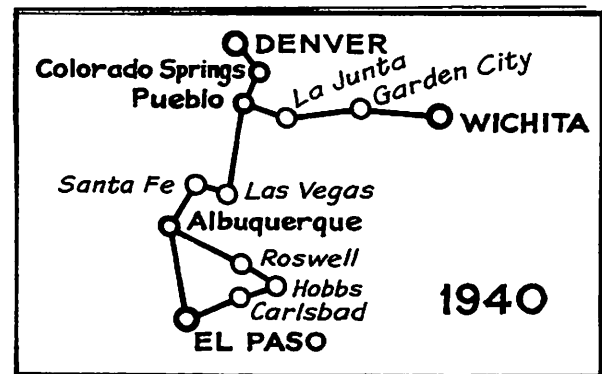 DENVER
Colorado Springs
Pueblo
La Junta
Garden City
WICHITA
Santa Fe
Las Vegas
Albuquerque
Roswell
Hobbs
Carlsbad
1940
EL PASO